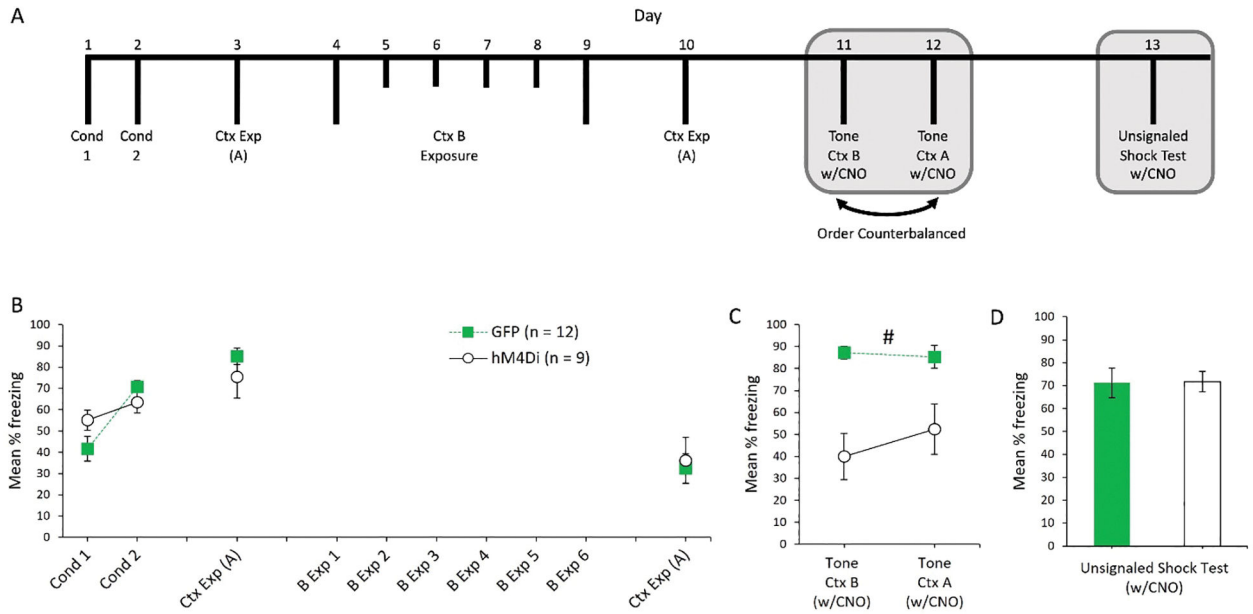 A
Day
1 2 3 4 5 6 7 8 9 10 11 12 13
Cond
1
Cond
2
Ctx Exp
(A)
Ctx B
Exposure
Ctx Exp
(A)
Tone
Ctx B
w/CNO
Tone
Ctx A
w/CNO
Unsignaled
Shock Test
w/CNO
Order Counterbalanced
B
Mean % freezing
100
90
80
70
60
50
40
30
20
10
0
GFP (n = 12)
hM4Di (n = 9)
Cond 1
Cond 2
Ctx Exp (A)
B Exp 1
B Exp 2
B Exp 3
B Exp 4
B Exp 5
B Exp 6
Ctx Exp (A)
C
Mean % freezing
100
90
80
70
60
50
40
30
20
10
0
#
Tone
Ctx B
(w/CNO)
Tone
Ctx A
(w/CNO)
D
Mean % freezing
100
90
80
70
60
50
40
30
20
10
0
Unsignaled Shock Test
(w/CNO)